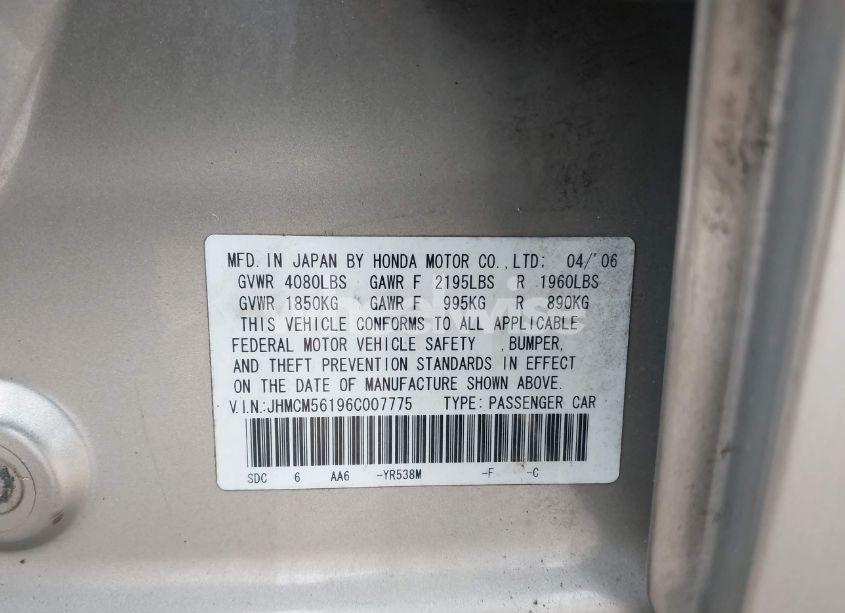 MFD. IN JAPAN BY HONDA MOTOR CO.,LTD: 04/'06
GVWR 4080LBS GAWR F 2195LBS R 1960LBS
GVWR 1850KG GAWR F 995KG R 890KG
THIS VEHICLE CONFORMS TO ALL APPLICABLE
FEDERAL MOTOR VEHICLE SAFETY , BUMPER,
AND THEFT PREVENTION STANDARDS IN EFFECT
ON THE DATE OF MANUFACTURE SHOWN ABOVE.
V.I.N.:JHMCM56196C007775 TYPE: PASSENGER CAR
SDC 6 AA6 -YR538M -F -C